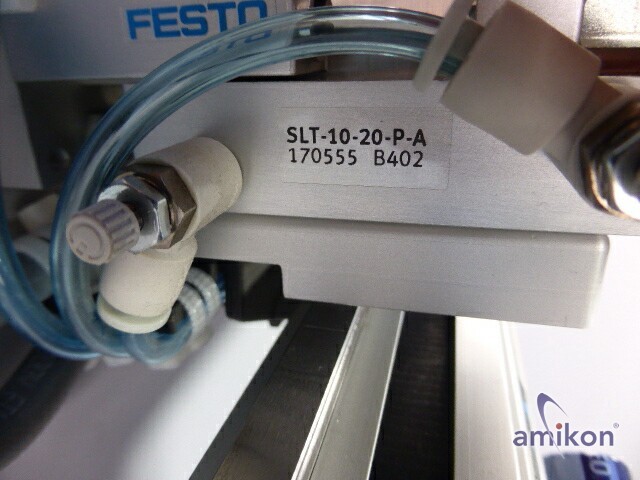 FESTO
SLT-10-20-P-A
170555 B402
amikon®